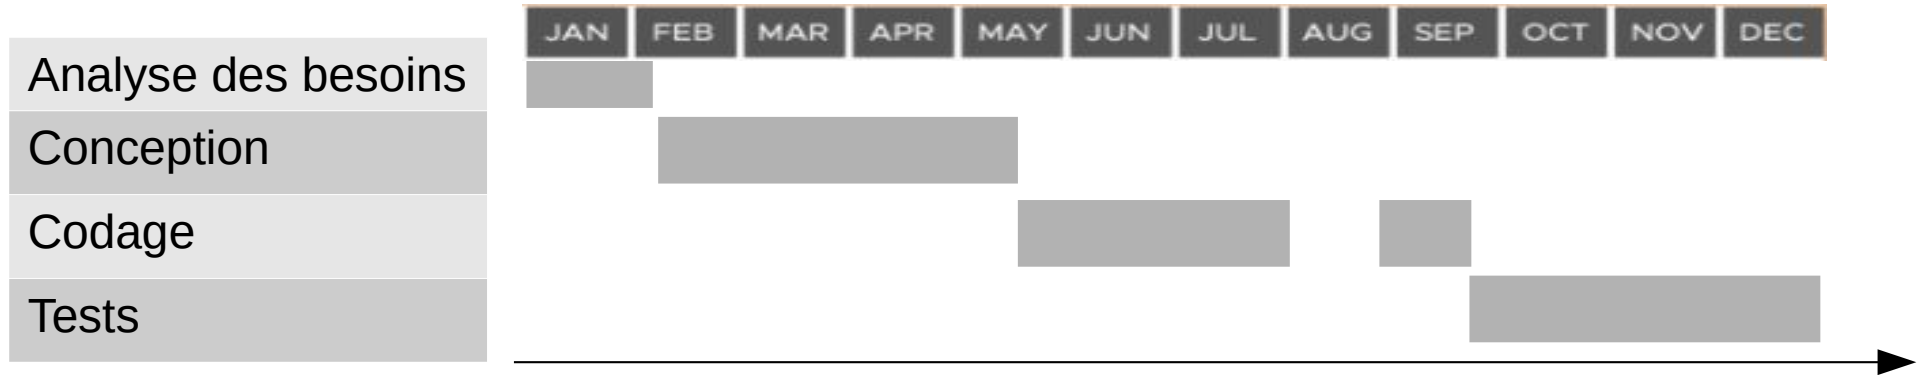 JAN FEB MAR APR MAY JUN JUL AUG SEP OCT NOV DEC
Analyse des besoins
Conception
Codage
Tests